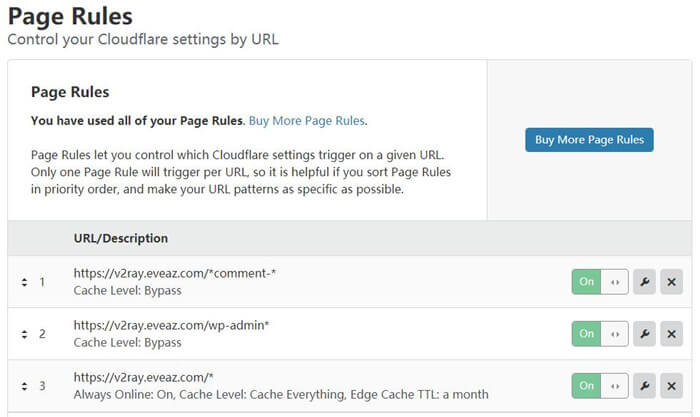 Page Rules
Control your Cloudflare settings by URL
Page Rules
You have used all of your Page Rules. Buy More Page Rules.
Buy More Page Rules
Page Rules let you control which Cloudflare settings trigger on a given URL.
Only one Page Rule will trigger per URL, so it is helpful if you sort Page Rules
in priority order, and make your URL patterns as specific as possible.
URL/Description
1 https://v2ray.eveaz.com/*comment-* On
Cache Level: Bypass
2 https://v2ray.eveaz.com/wp-admin* On
Cache Level: Bypass
3 https://v2ray.eveaz.com/* On
Always Online: On, Cache Level: Cache Everything, Edge Cache TTL: a month